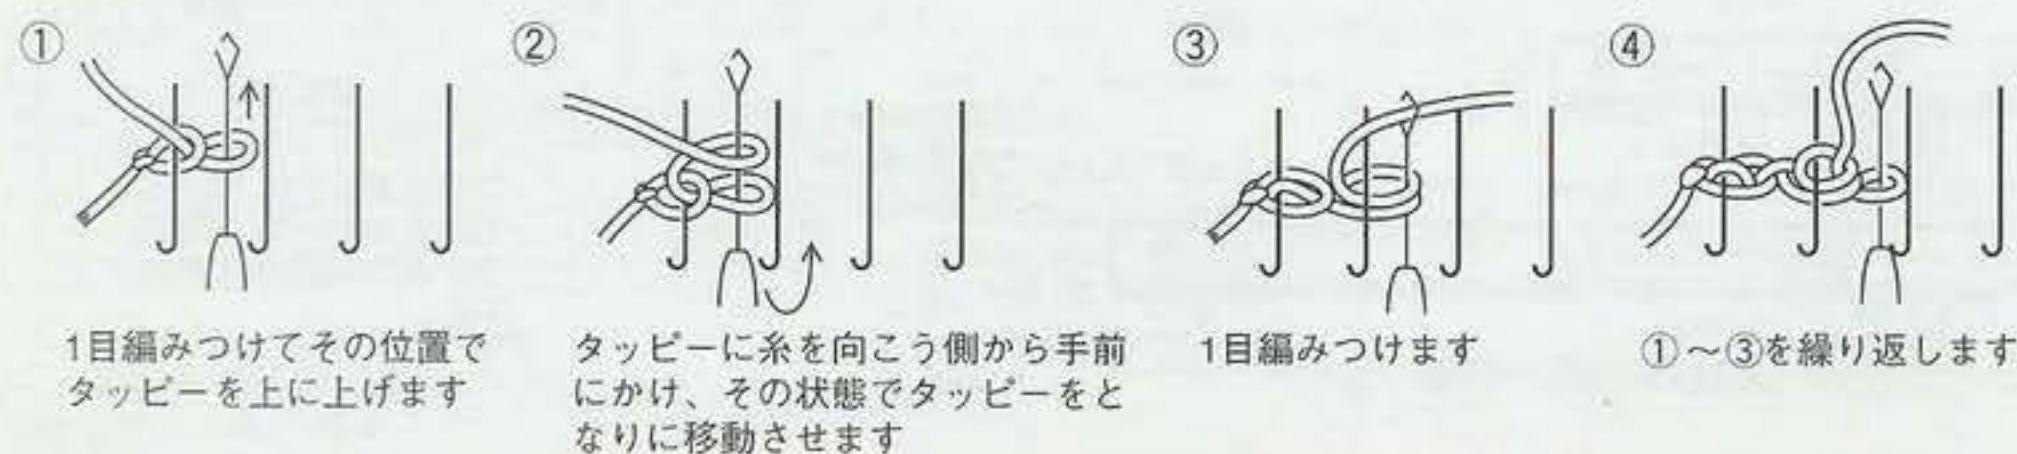 ①
1目編みつけてその位置で
タッピーを上に上げます
②
タッピーに糸を向こう側から手前
にかけ、その状態でタッピーをと
なりに移動させます
③
1目編みつけます
④
①～③を繰り返します